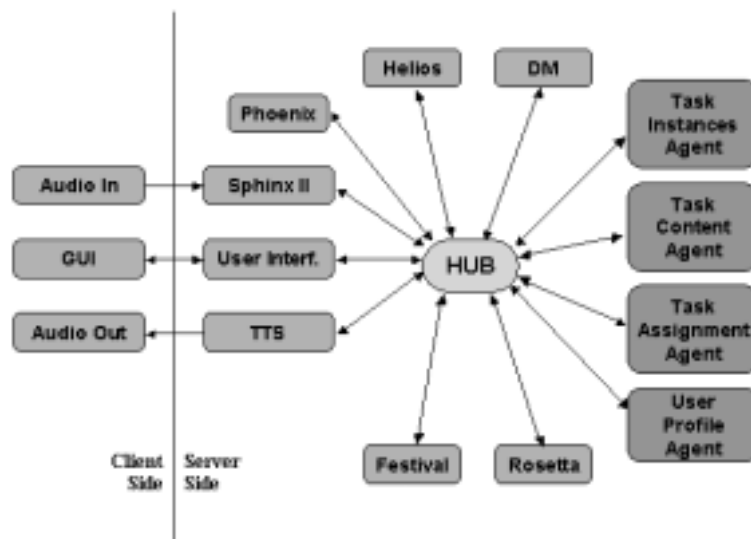 Helios
DM
Task
Instances
Agent
Phoenix
Audio In
Sphinx II
Task
Content
Agent
GUI
User Interf.
HUB
Audio Out
TTS
Task
Assignment
Agent
User
Profile
Agent
Client
Side
Server
Side
Festival
Rosetta